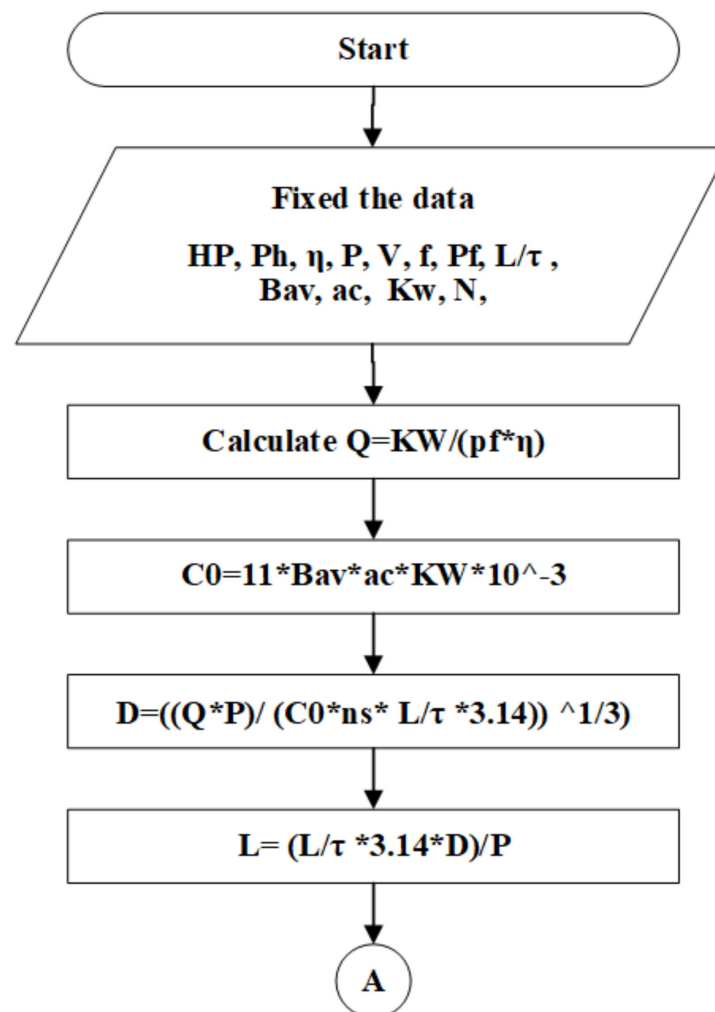 Start
Fixed the data
HP, Ph, η, P, V, f, Pf, L/τ ,
Bav, ac, Kw, N,
Calculate Q=KW/(pf*η)
C0=11*Bav*ac*KW*10^-3
D=((Q*P)/ (C0*ns* L/τ *3.14)) ^1/3)
L= (L/τ *3.14*D)/P
A